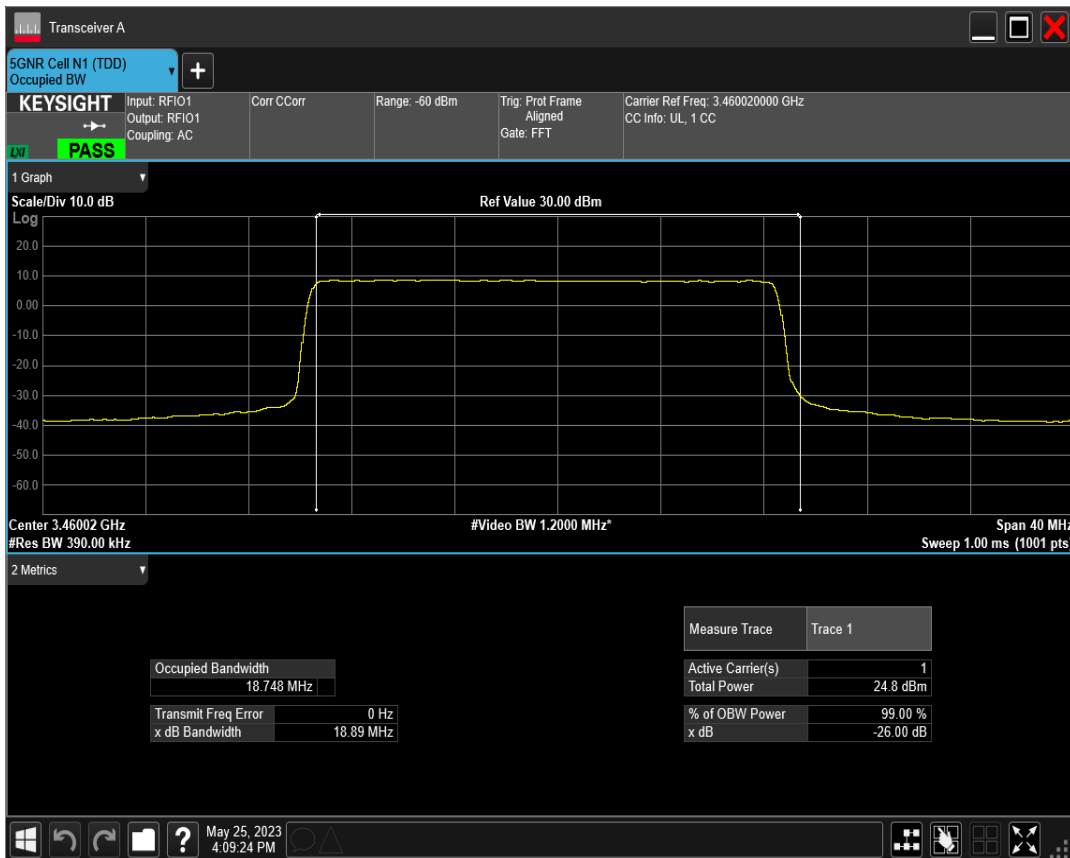 Transceiver A
5GNR Cell N1 (TDD)
Occupied BW
+
KEYSIGHT
LXI
PASS
Input: RFIO1
Output: RFIO1
Coupling: AC
Corr CCorr
Range: -60 dBm
Trig: Prot Frame
Aligned
Gate: FFT
Carrier Ref Freq: 3.460020000 GHz
CC Info: UL, 1 CC
1 Graph
Scale/Div 10.0 dB
Ref Value 30.00 dBm
Log
20.0
10.0
0.00
-10.0
-20.0
-30.0
-40.0
-50.0
-60.0
Center 3.46002 GHz
#Video BW 1.2000 MHz*
Span 40 MHz
#Res BW 390.00 kHz
Sweep 1.00 ms (1001 pts)
2 Metrics
Measure Trace Trace 1
Occupied Bandwidth
18.748 MHz
Active Carrier(s) 1
Total Power 24.8 dBm
Transmit Freq Error 0 Hz
x dB Bandwidth 18.89 MHz
% of OBW Power 99.00 %
x dB -26.00 dB
?
May 25, 2023
4:09:24 PM